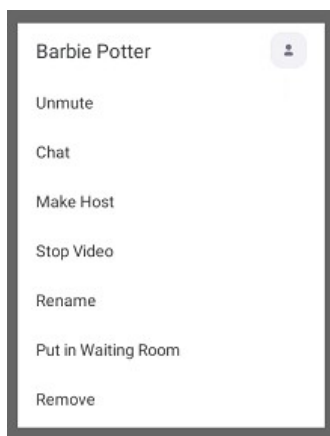 Barbie Potter
Unmute
Chat
Make Host
Stop Video
Rename
Put in Waiting Room
Remove